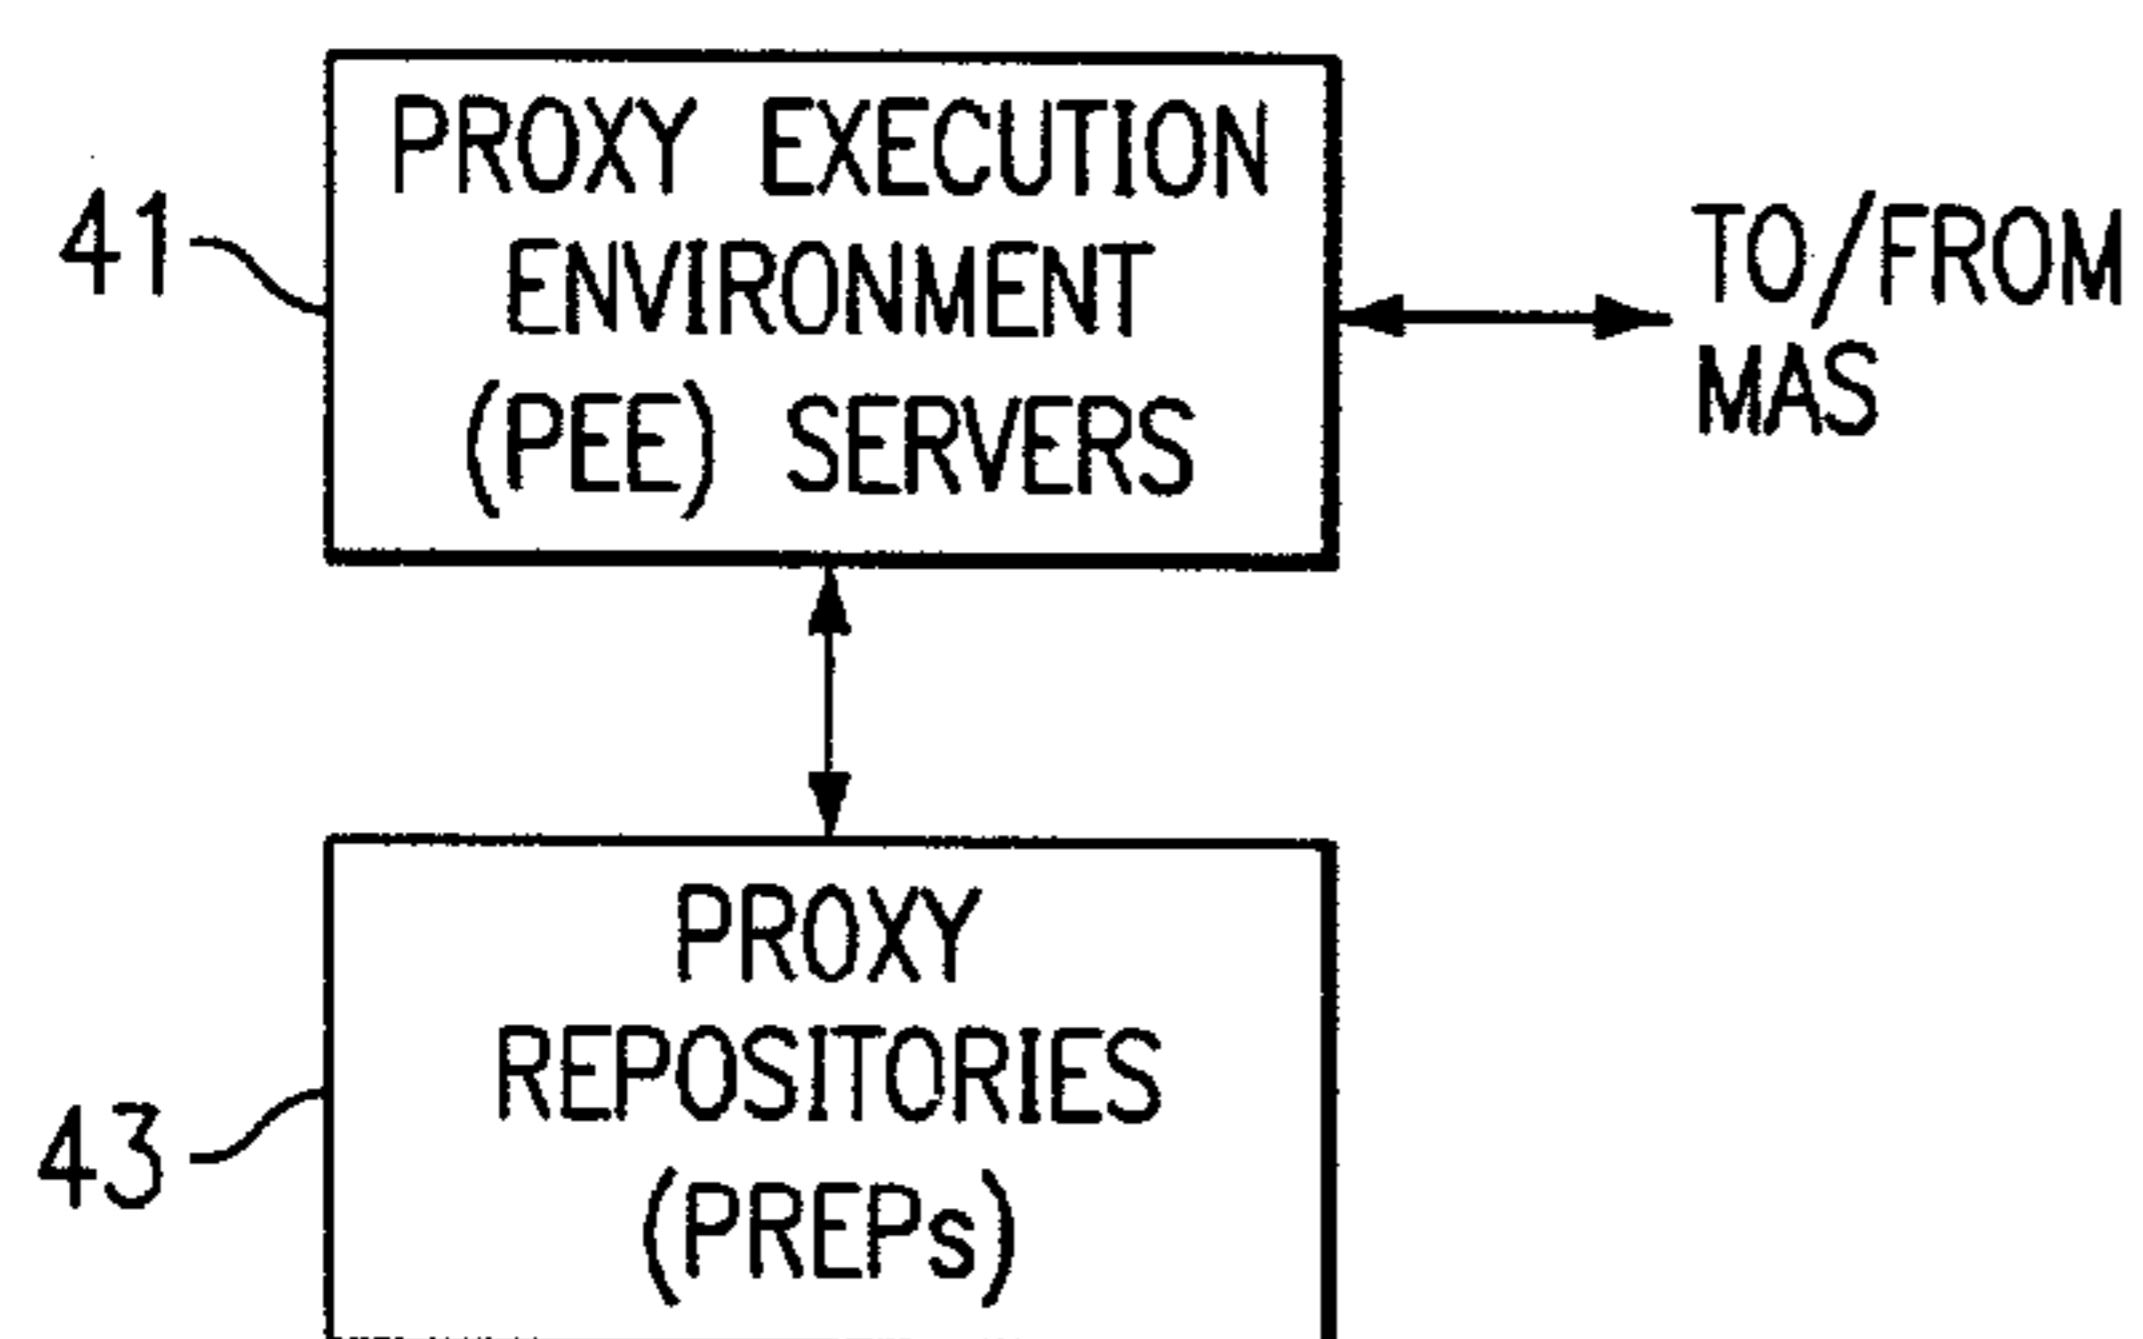 PROXY EXECUTION
ENVIRONMENT
(PEE) SERVERS
41
TO/FROM
MAS
PROXY
REPOSITORIES
(PREPs)
43